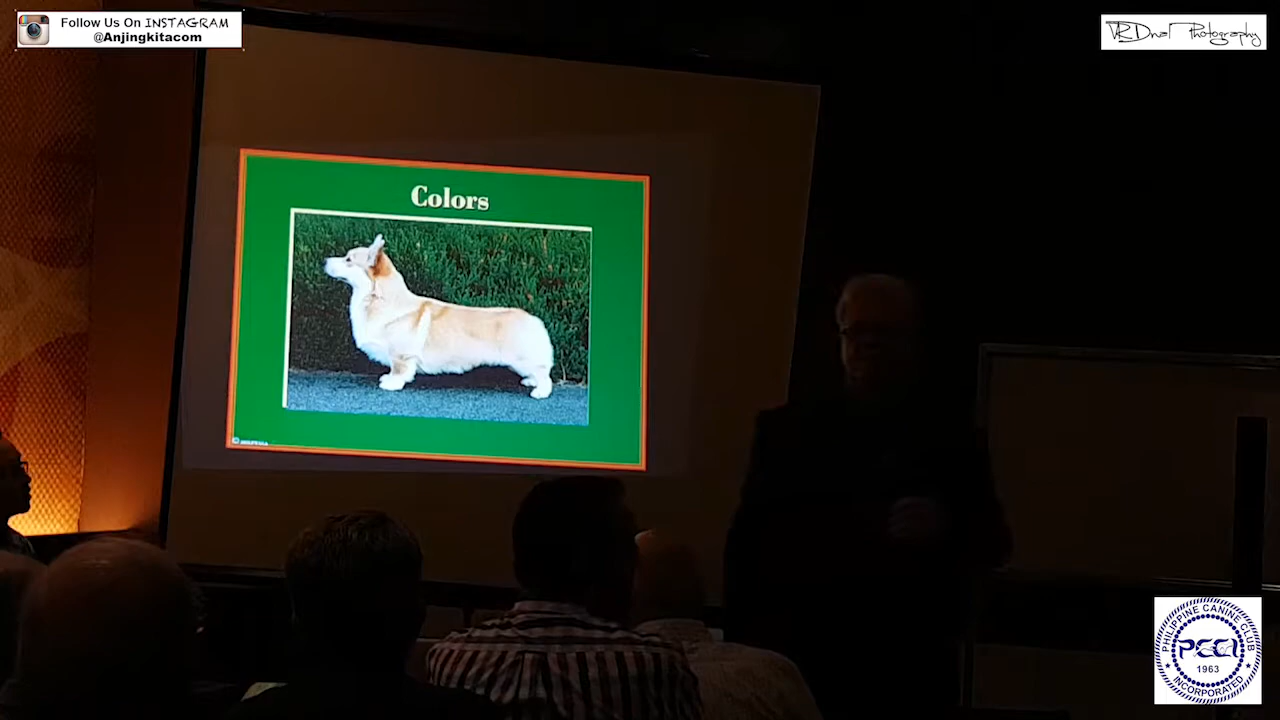 Follow Us On INSTAGRAM
@Anjingkitacom
VRDnal Photography
Colors
PHILIPPINE CANINE CLUB
PCCI
1963
INCORPORATED